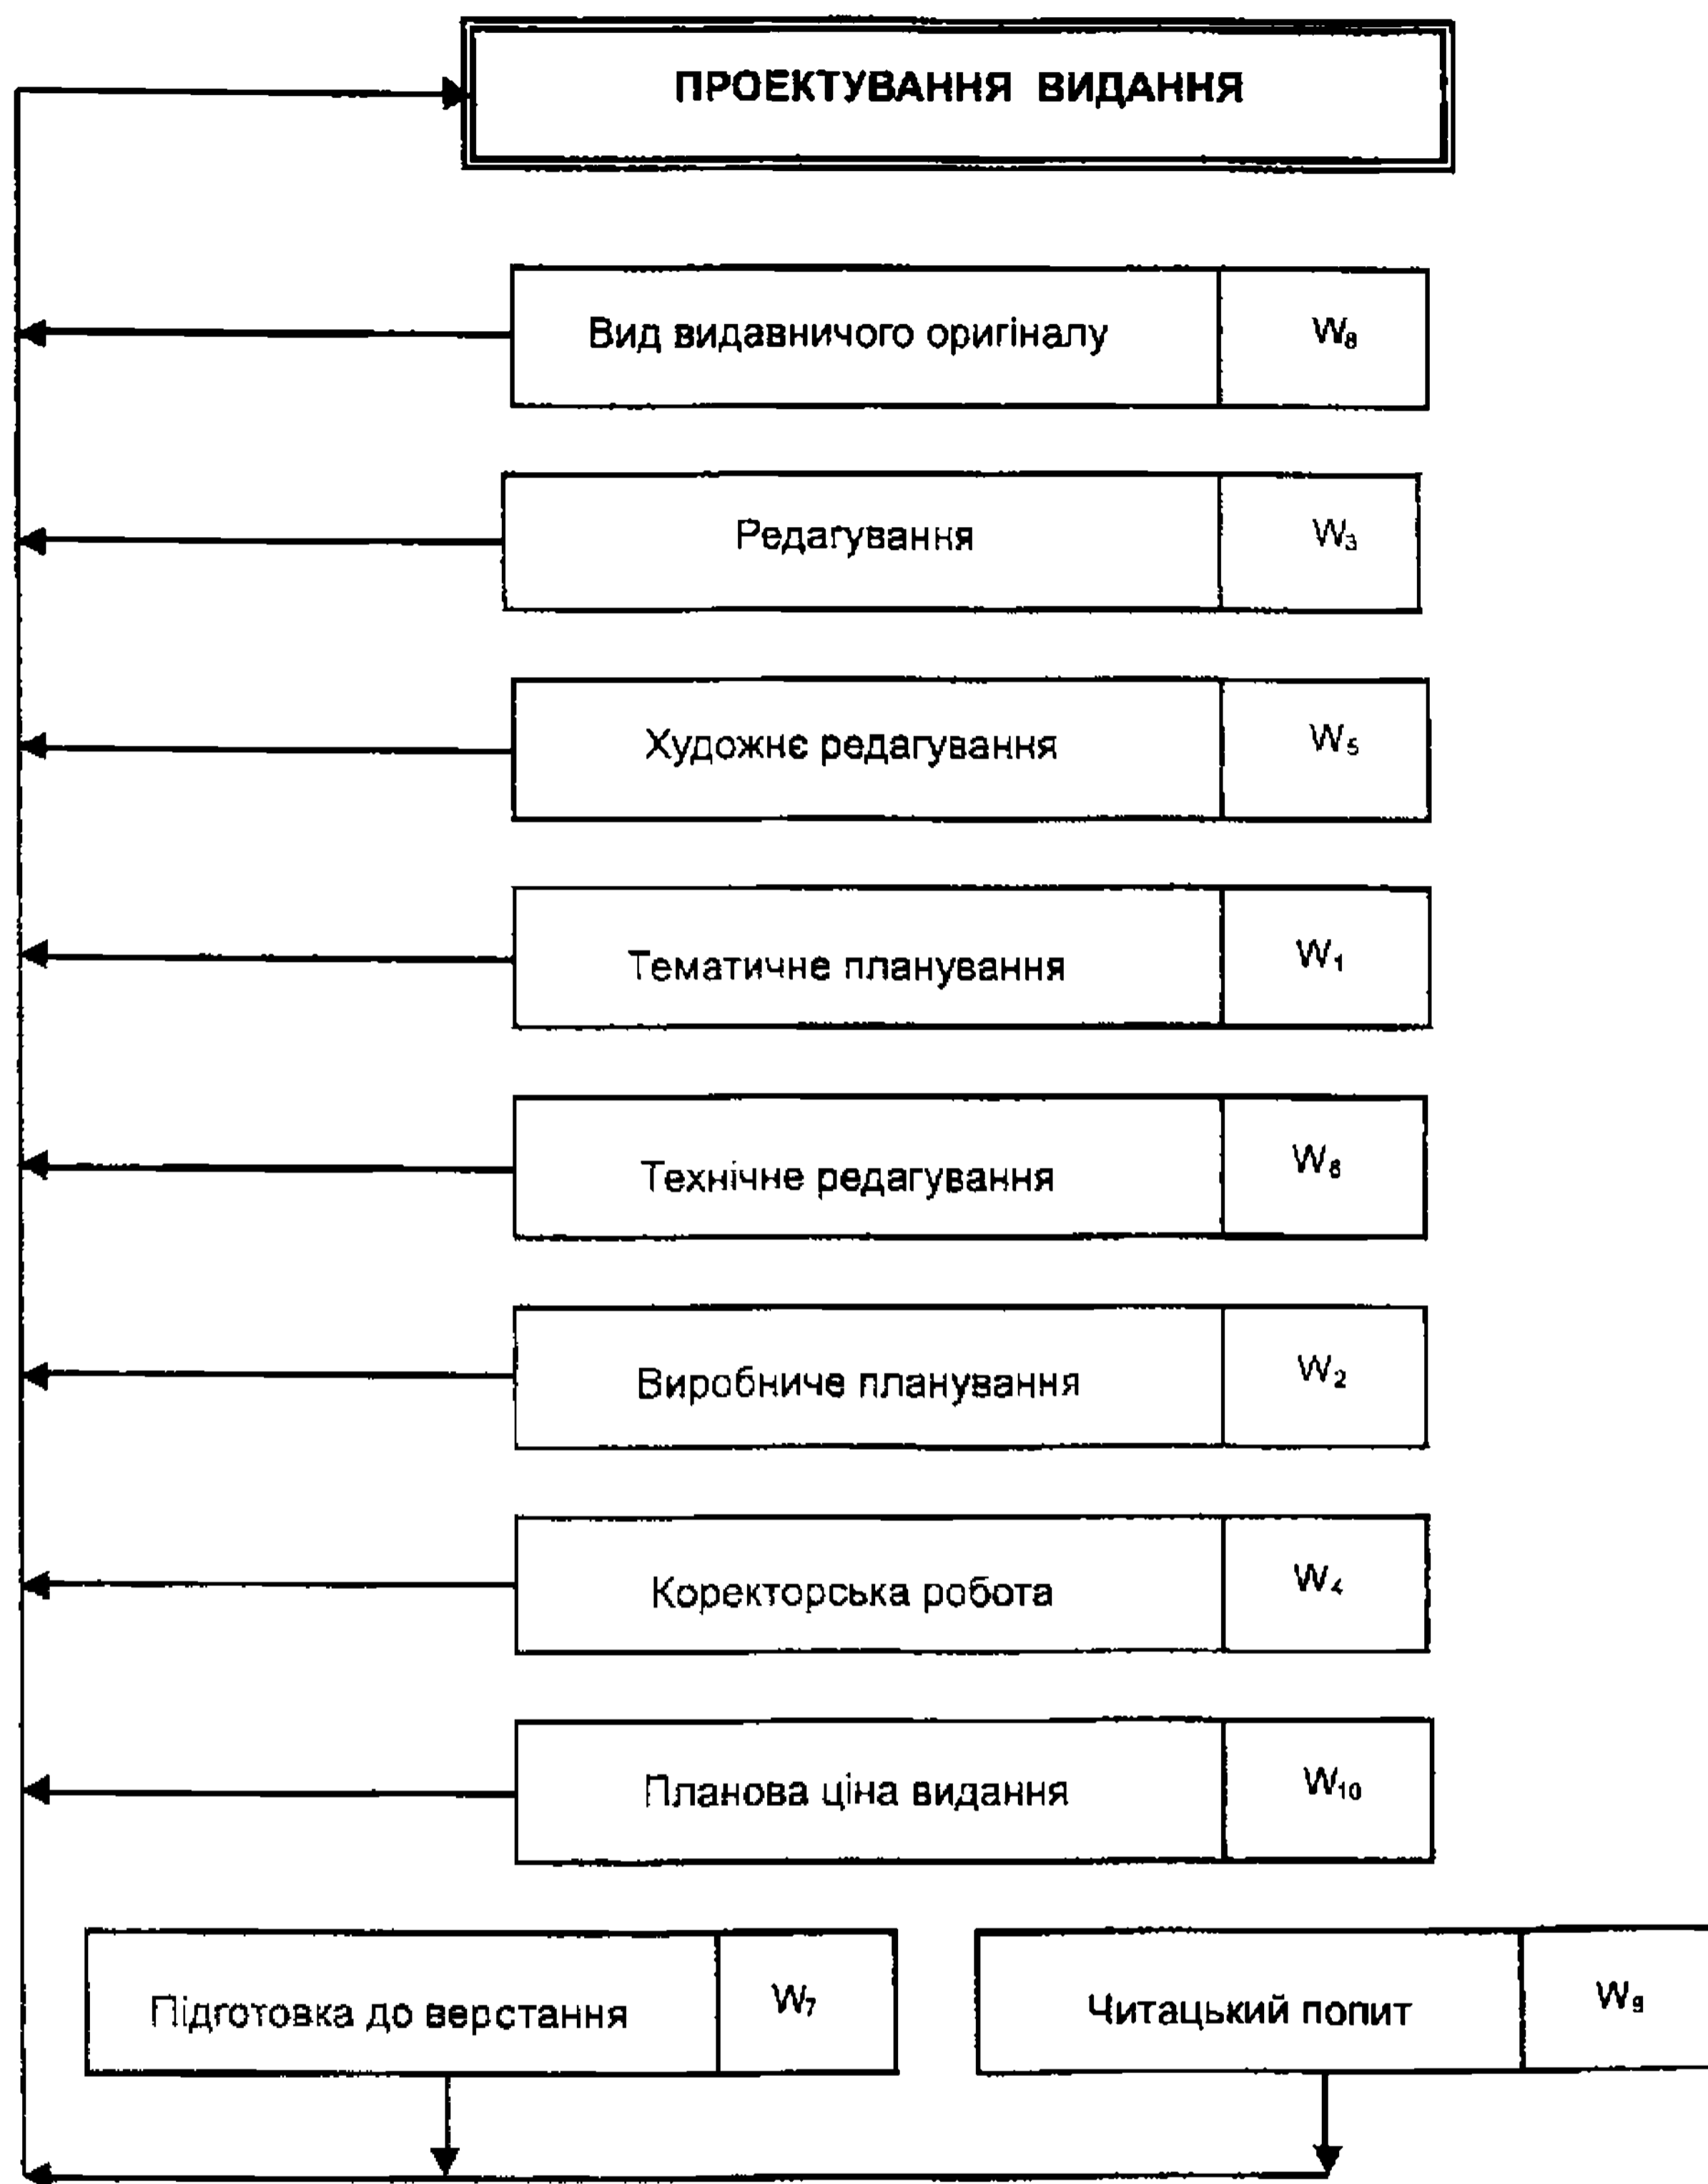 ПРОЕКТУВАННЯ ВИДАННЯ
Вид видавничого оригіналу W₈
Редагування W₃
Художнє редагування W₅
Тематичне планування W₁
Технічне редагування W₆
Виробниче планування W₂
Коректорська робота W₄
Планова ціна видання W₁₀
Підготовка до верстання W₇ Читацький попит W₉